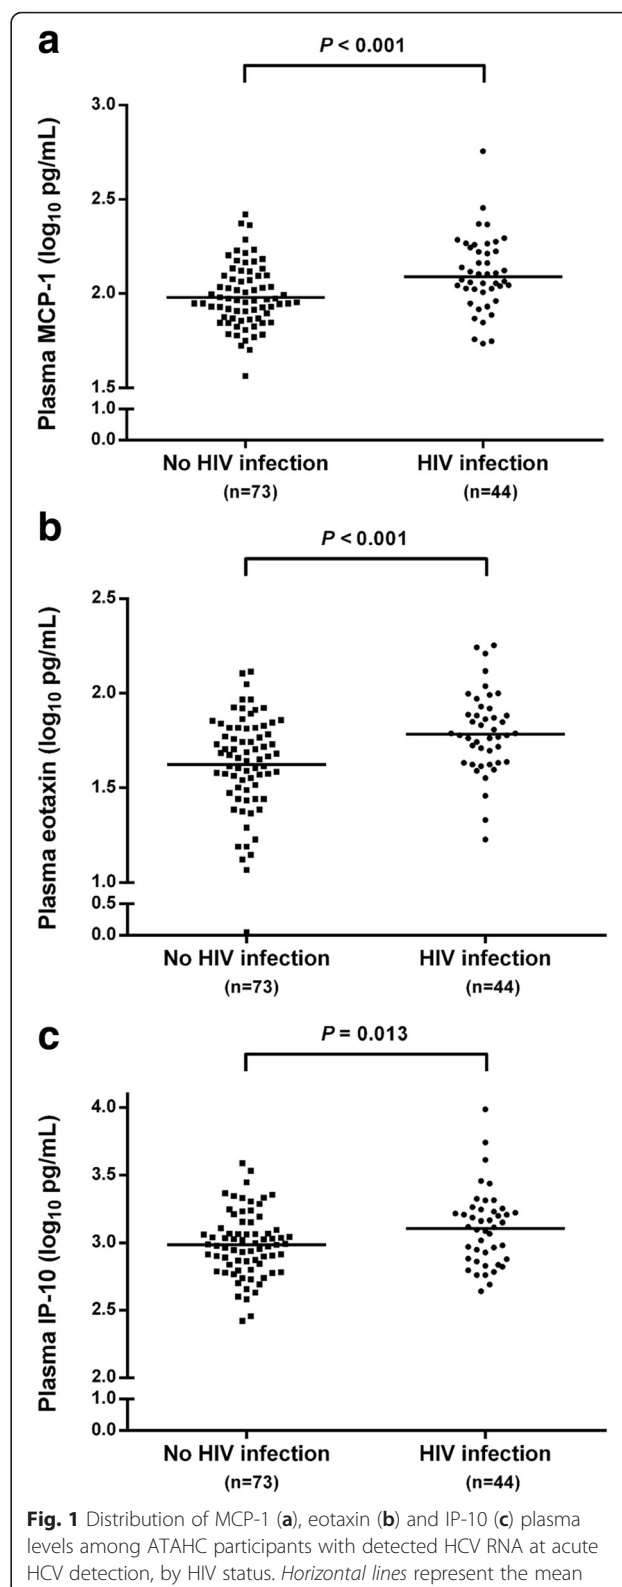 a
P < 0.001
Plasma MCP-1 (log10 pg/mL)
3.0
2.5
2.0
1.5
1.0
0.0
No HIV infection HIV infection
(n=73) (n=44)
b
P < 0.001
Plasma eotaxin (log10 pg/mL)
2.5
2.0
1.5
1.0
0.5
0.0
No HIV infection HIV infection
(n=73) (n=44)
c
P = 0.013
Plasma IP-10 (log10 pg/mL)
4.0
3.5
3.0
2.5
2.0
1.0
0.0
No HIV infection HIV infection
(n=73) (n=44)
Fig. 1 Distribution of MCP-1 (a), eotaxin (b) and IP-10 (c) plasma
levels among ATAHC participants with detected HCV RNA at acute
HCV detection, by HIV status. Horizontal lines represent the mean